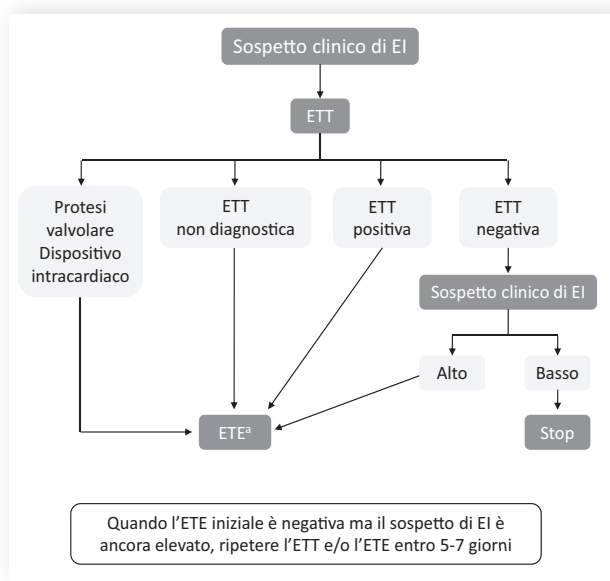 Sospetto clinico di EI
ETT
Protesi
valvolare
Dispositivo
intracardiaco
ETT
non diagnostica
ETT
positiva
ETT
negativa
Sospetto clinico di EI
Alto
Basso
ETEa
Stop
Quando l'ETE iniziale è negativa ma il sospetto di EI è
ancora elevato, ripetere l'ETT e/o l'ETE entro 5-7 giorni